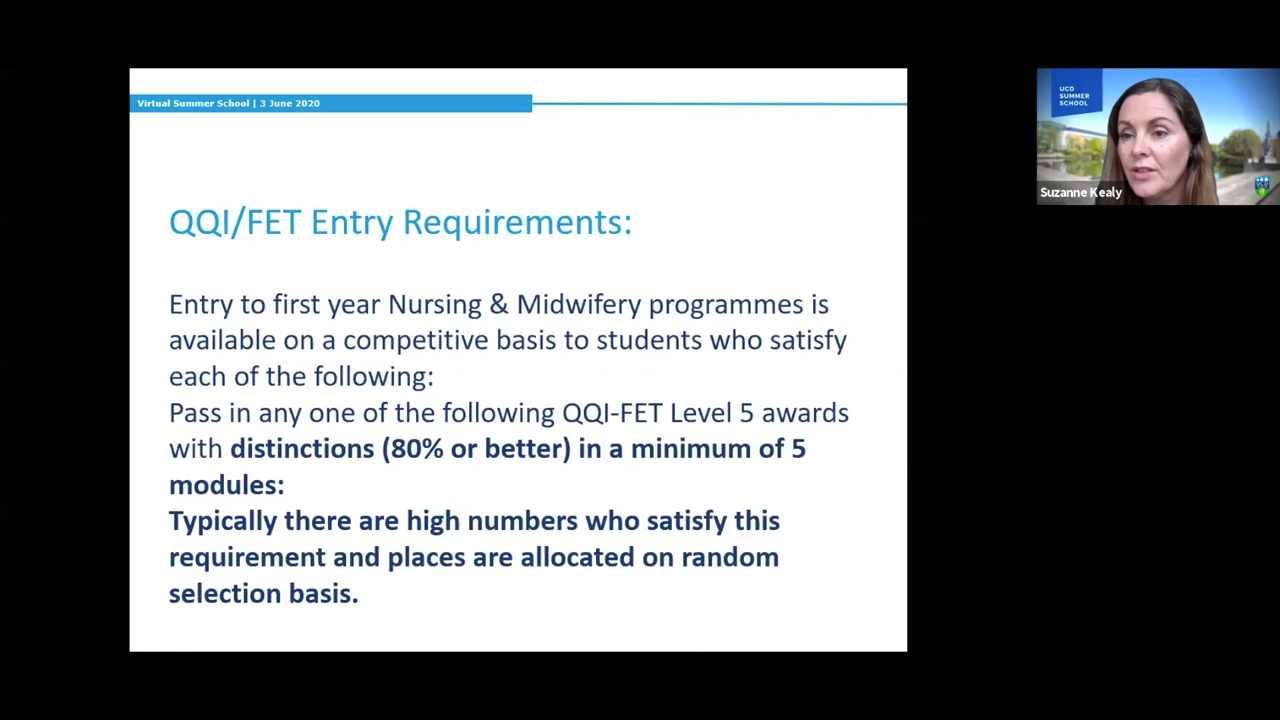 Virtual Summer School | 3 June 2020
QQI/FET Entry Requirements:
Entry to first year Nursing & Midwifery programmes is
available on a competitive basis to students who satisfy
each of the following:
Pass in any one of the following QQI-FET Level 5 awards
with distinctions (80% or better) in a minimum of 5
modules:
Typically there are high numbers who satisfy this
requirement and places are allocated on random
selection basis.
UCD
SUMMER
SCHOOL
Suzanne Kealy